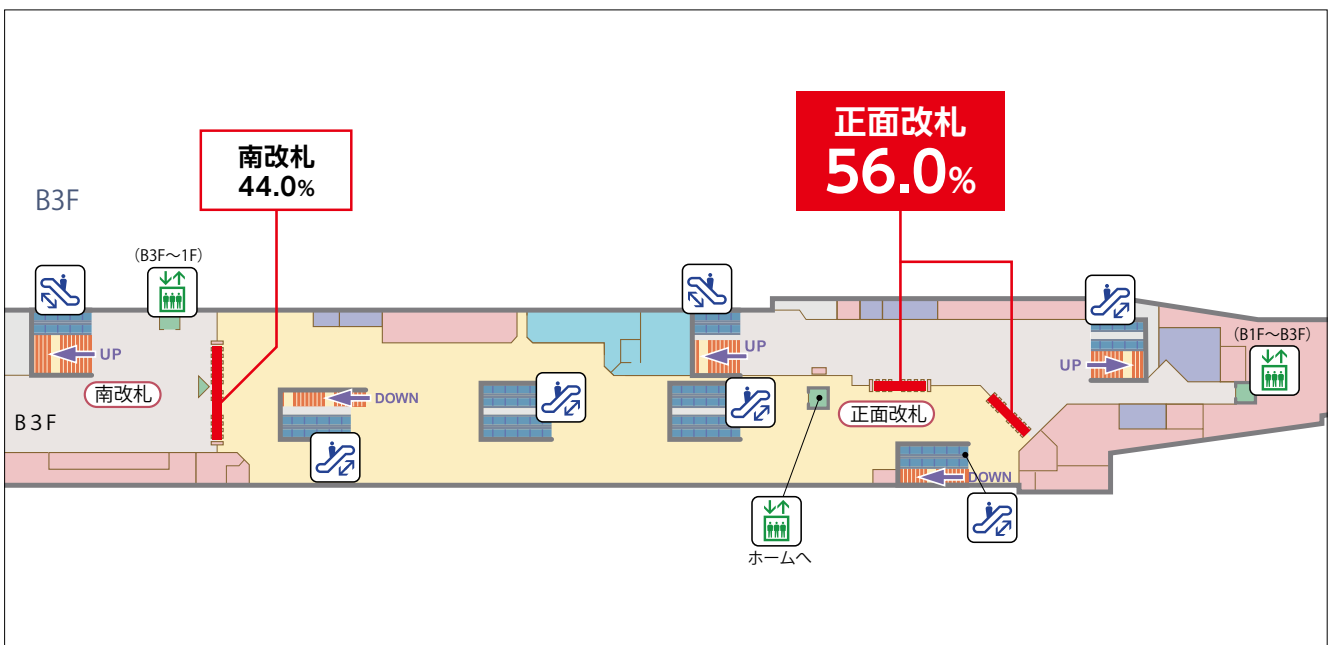 南改札
44.0%
正面改札
56.0%
B3F
(B3F～1F)
UP
南改札
B3F
DOWN
UP
正面改札
DOWN
ホームへ
UP
(B1F～B3F)